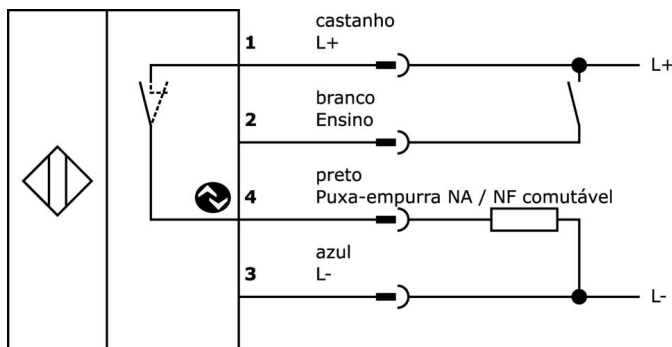 castanho
1 L+
L+
branco
2 Ensino
preto
4 Puxa-empurra NA / NF comutável
azul
3 L-
L-